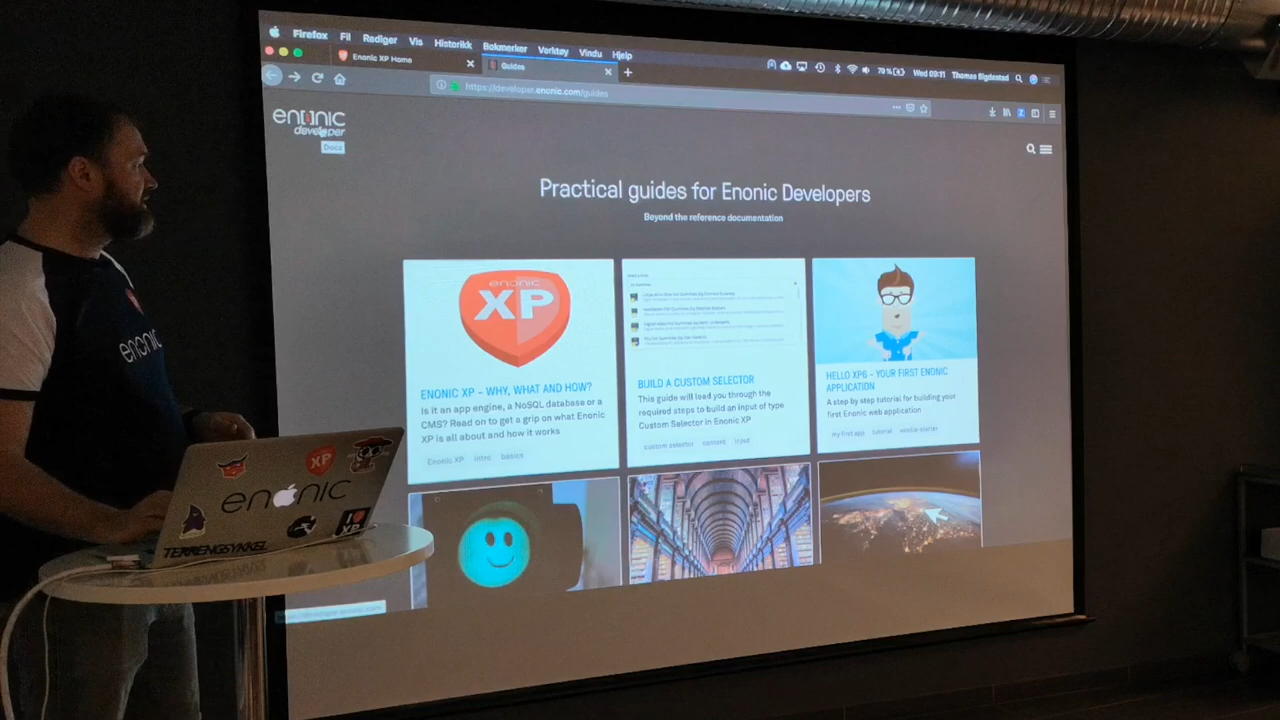 Firefox Fil Rediger Vis Historikk Bokmerker Verktøy Vindu Hjelp
Wed 09:11 Thomas Sigdestad
Enonic XP Home
Guides
https://developer.enonic.com/guides
enonic
developer
Docs
Practical guides for Enonic Developers
Beyond the reference documentation
enonic
XP
ENONIC XP – WHY, WHAT AND HOW?
Is it an app engine, a NoSQL database or a
CMS? Read on to get a grip on what Enonic
XP is all about and how it works
Enonic XP intro basics
BUILD A CUSTOM SELECTOR
This guide will lead you through the
required steps to build an input of type
Custom Selector in Enonic XP
custom selector content input
HELLO XP6 – YOUR FIRST ENONIC
APPLICATION
A step by step tutorial for building your
first Enonic web application
my first app tutorial vanilla-starter
enonic
XP
enonic
I
XP
TERRENGSYKKEL